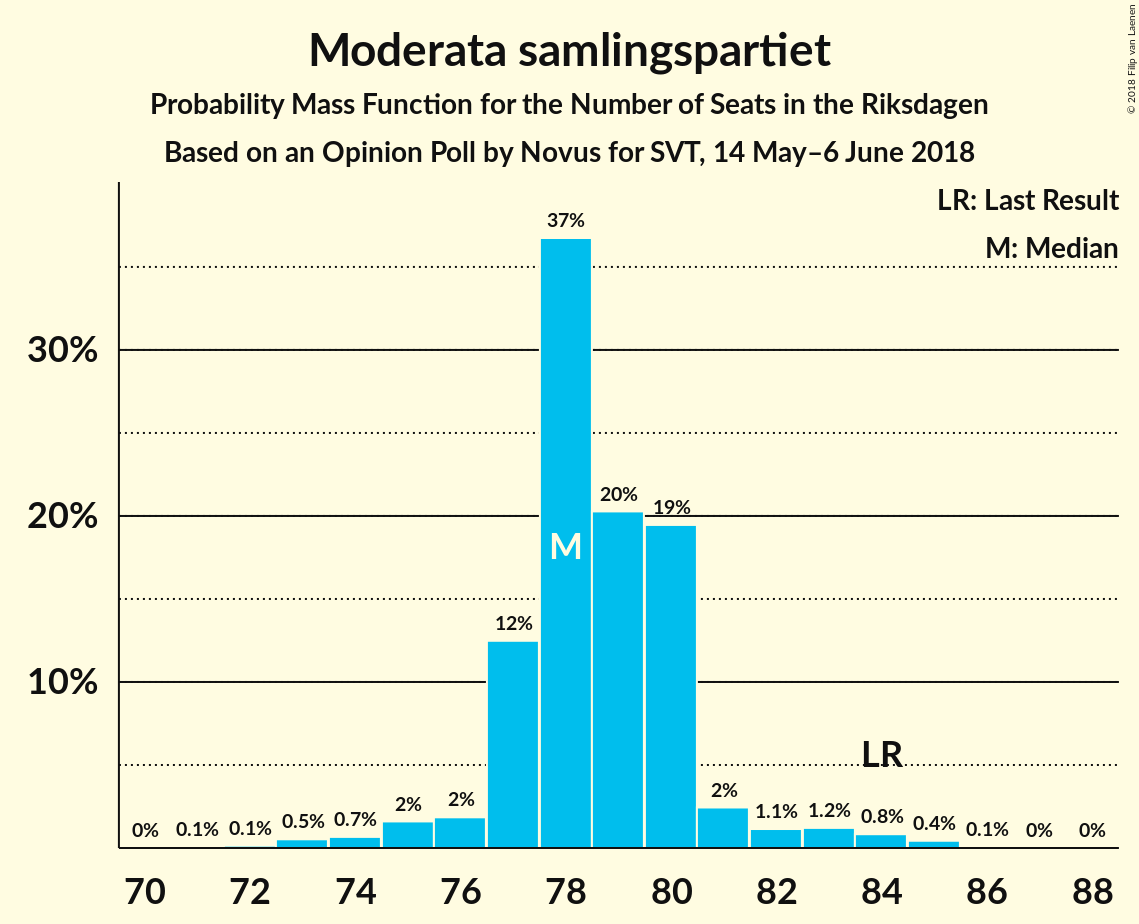 Moderata samlingspartiet
Probability Mass Function for the Number of Seats in the Riksdagen
Based on an Opinion Poll by Novus for SVT, 14 May–6 June 2018
© 2018 Filip van Laenen
LR: Last Result
M: Median
37%
30%
20%
20%
19%
M
12%
10%
LR
0%
0.1%
0.1%
0.5%
0.7%
2%
2%
2%
1.1%
1.2%
0.8%
0.4%
0.1%
0%
0%
70 72 74 76 78 80 82 84 86 88